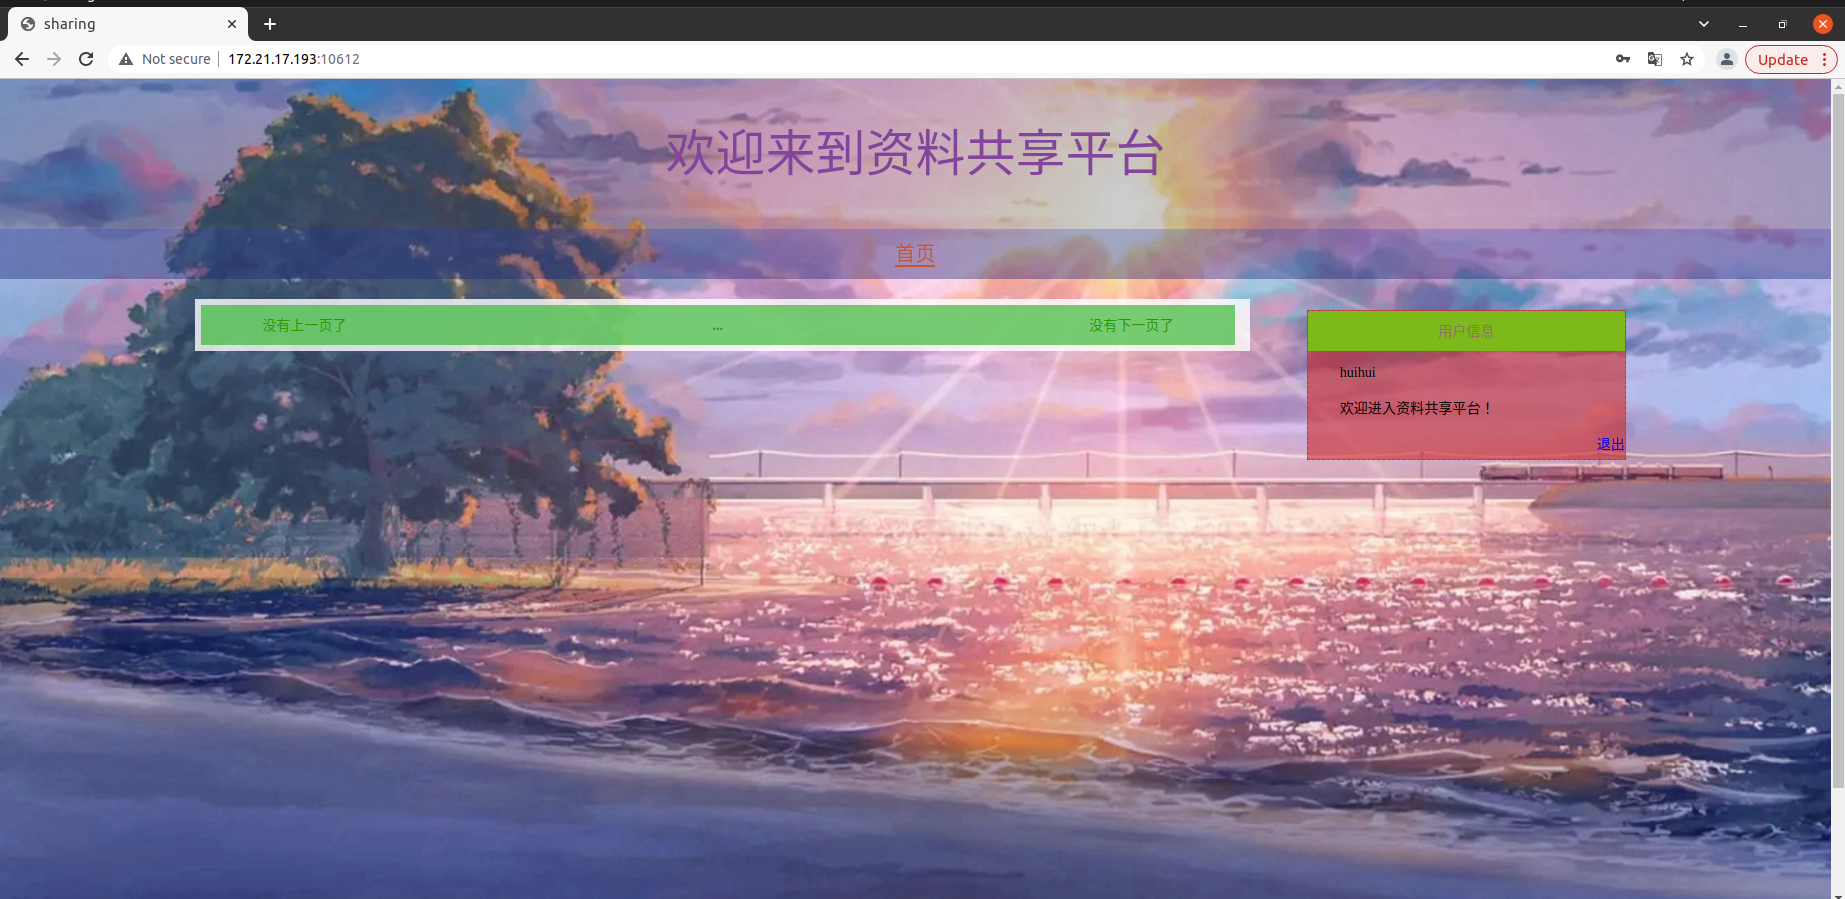 sharing
Not secure
172.21.17.193:10612
Update
欢迎来到资料共享平台
首页
没有上一页了 ... 没有下一页了
用户信息
huihui
欢迎进入资料共享平台！
退出